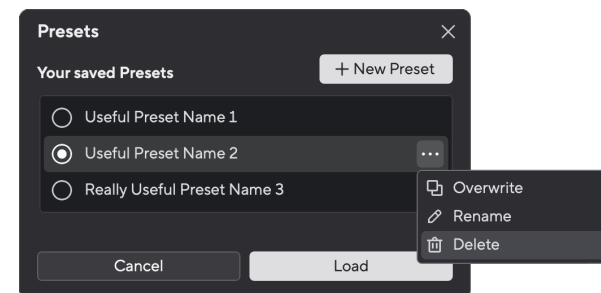 Presets
Your saved Presets
+ New Preset
Useful Preset Name 1
Useful Preset Name 2
Really Useful Preset Name 3
Overwrite
Rename
Delete
Cancel
Load